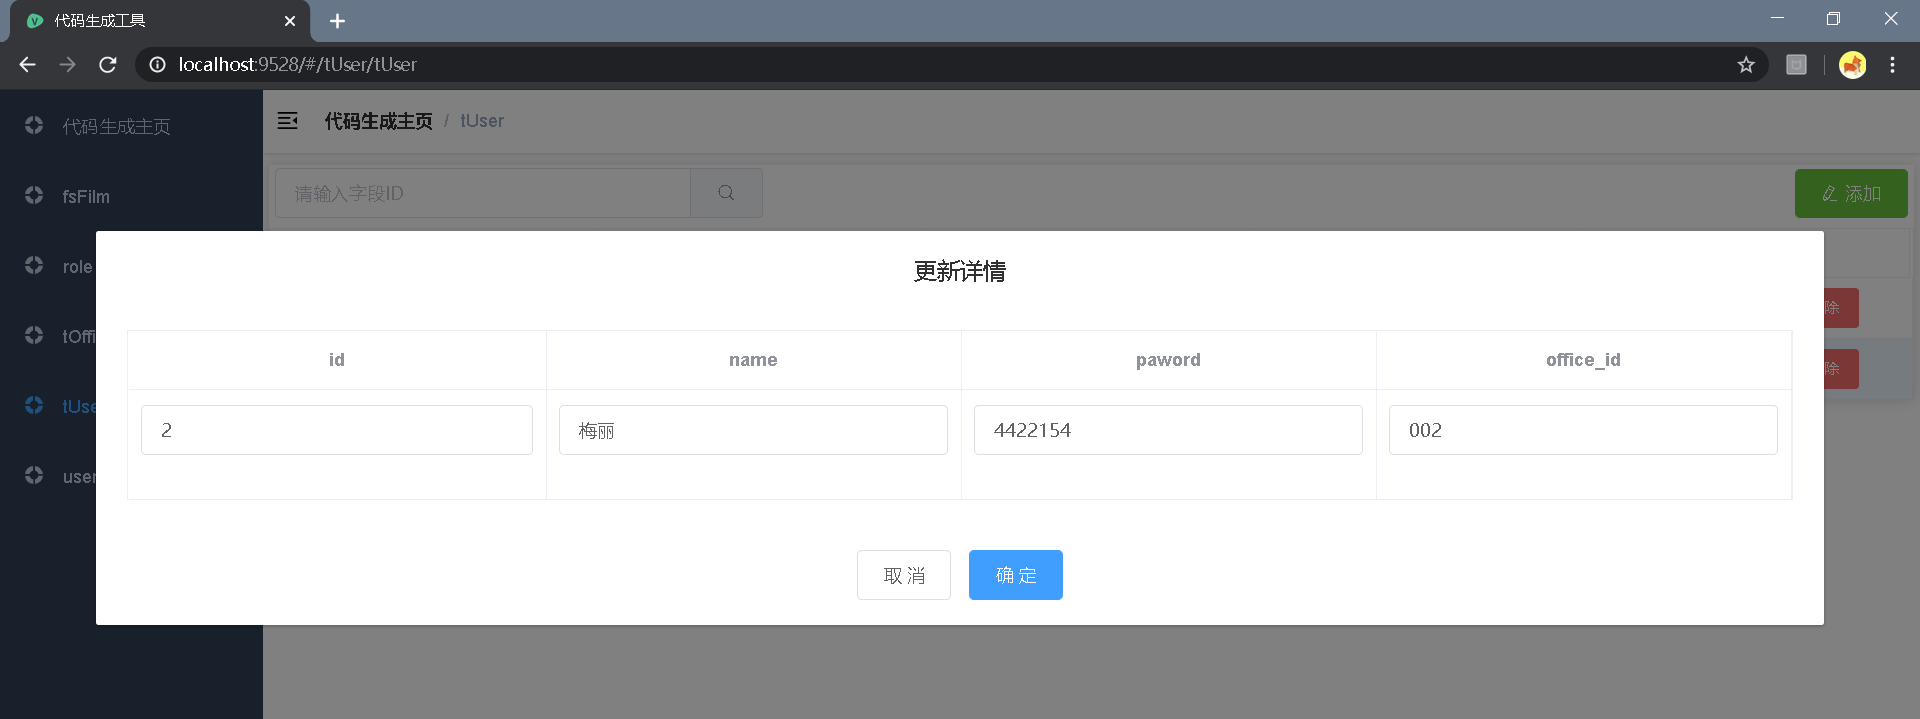 代码生成工具
localhost:9528/#/tUser/tUser
代码生成主页
代码生成主页 / tUser
fsFilm
请输入字段ID
添加
role
更新详情
除
tOffi
id name paword office_id
除
tUse
2 梅丽 4422154 002
user
取 消 确 定